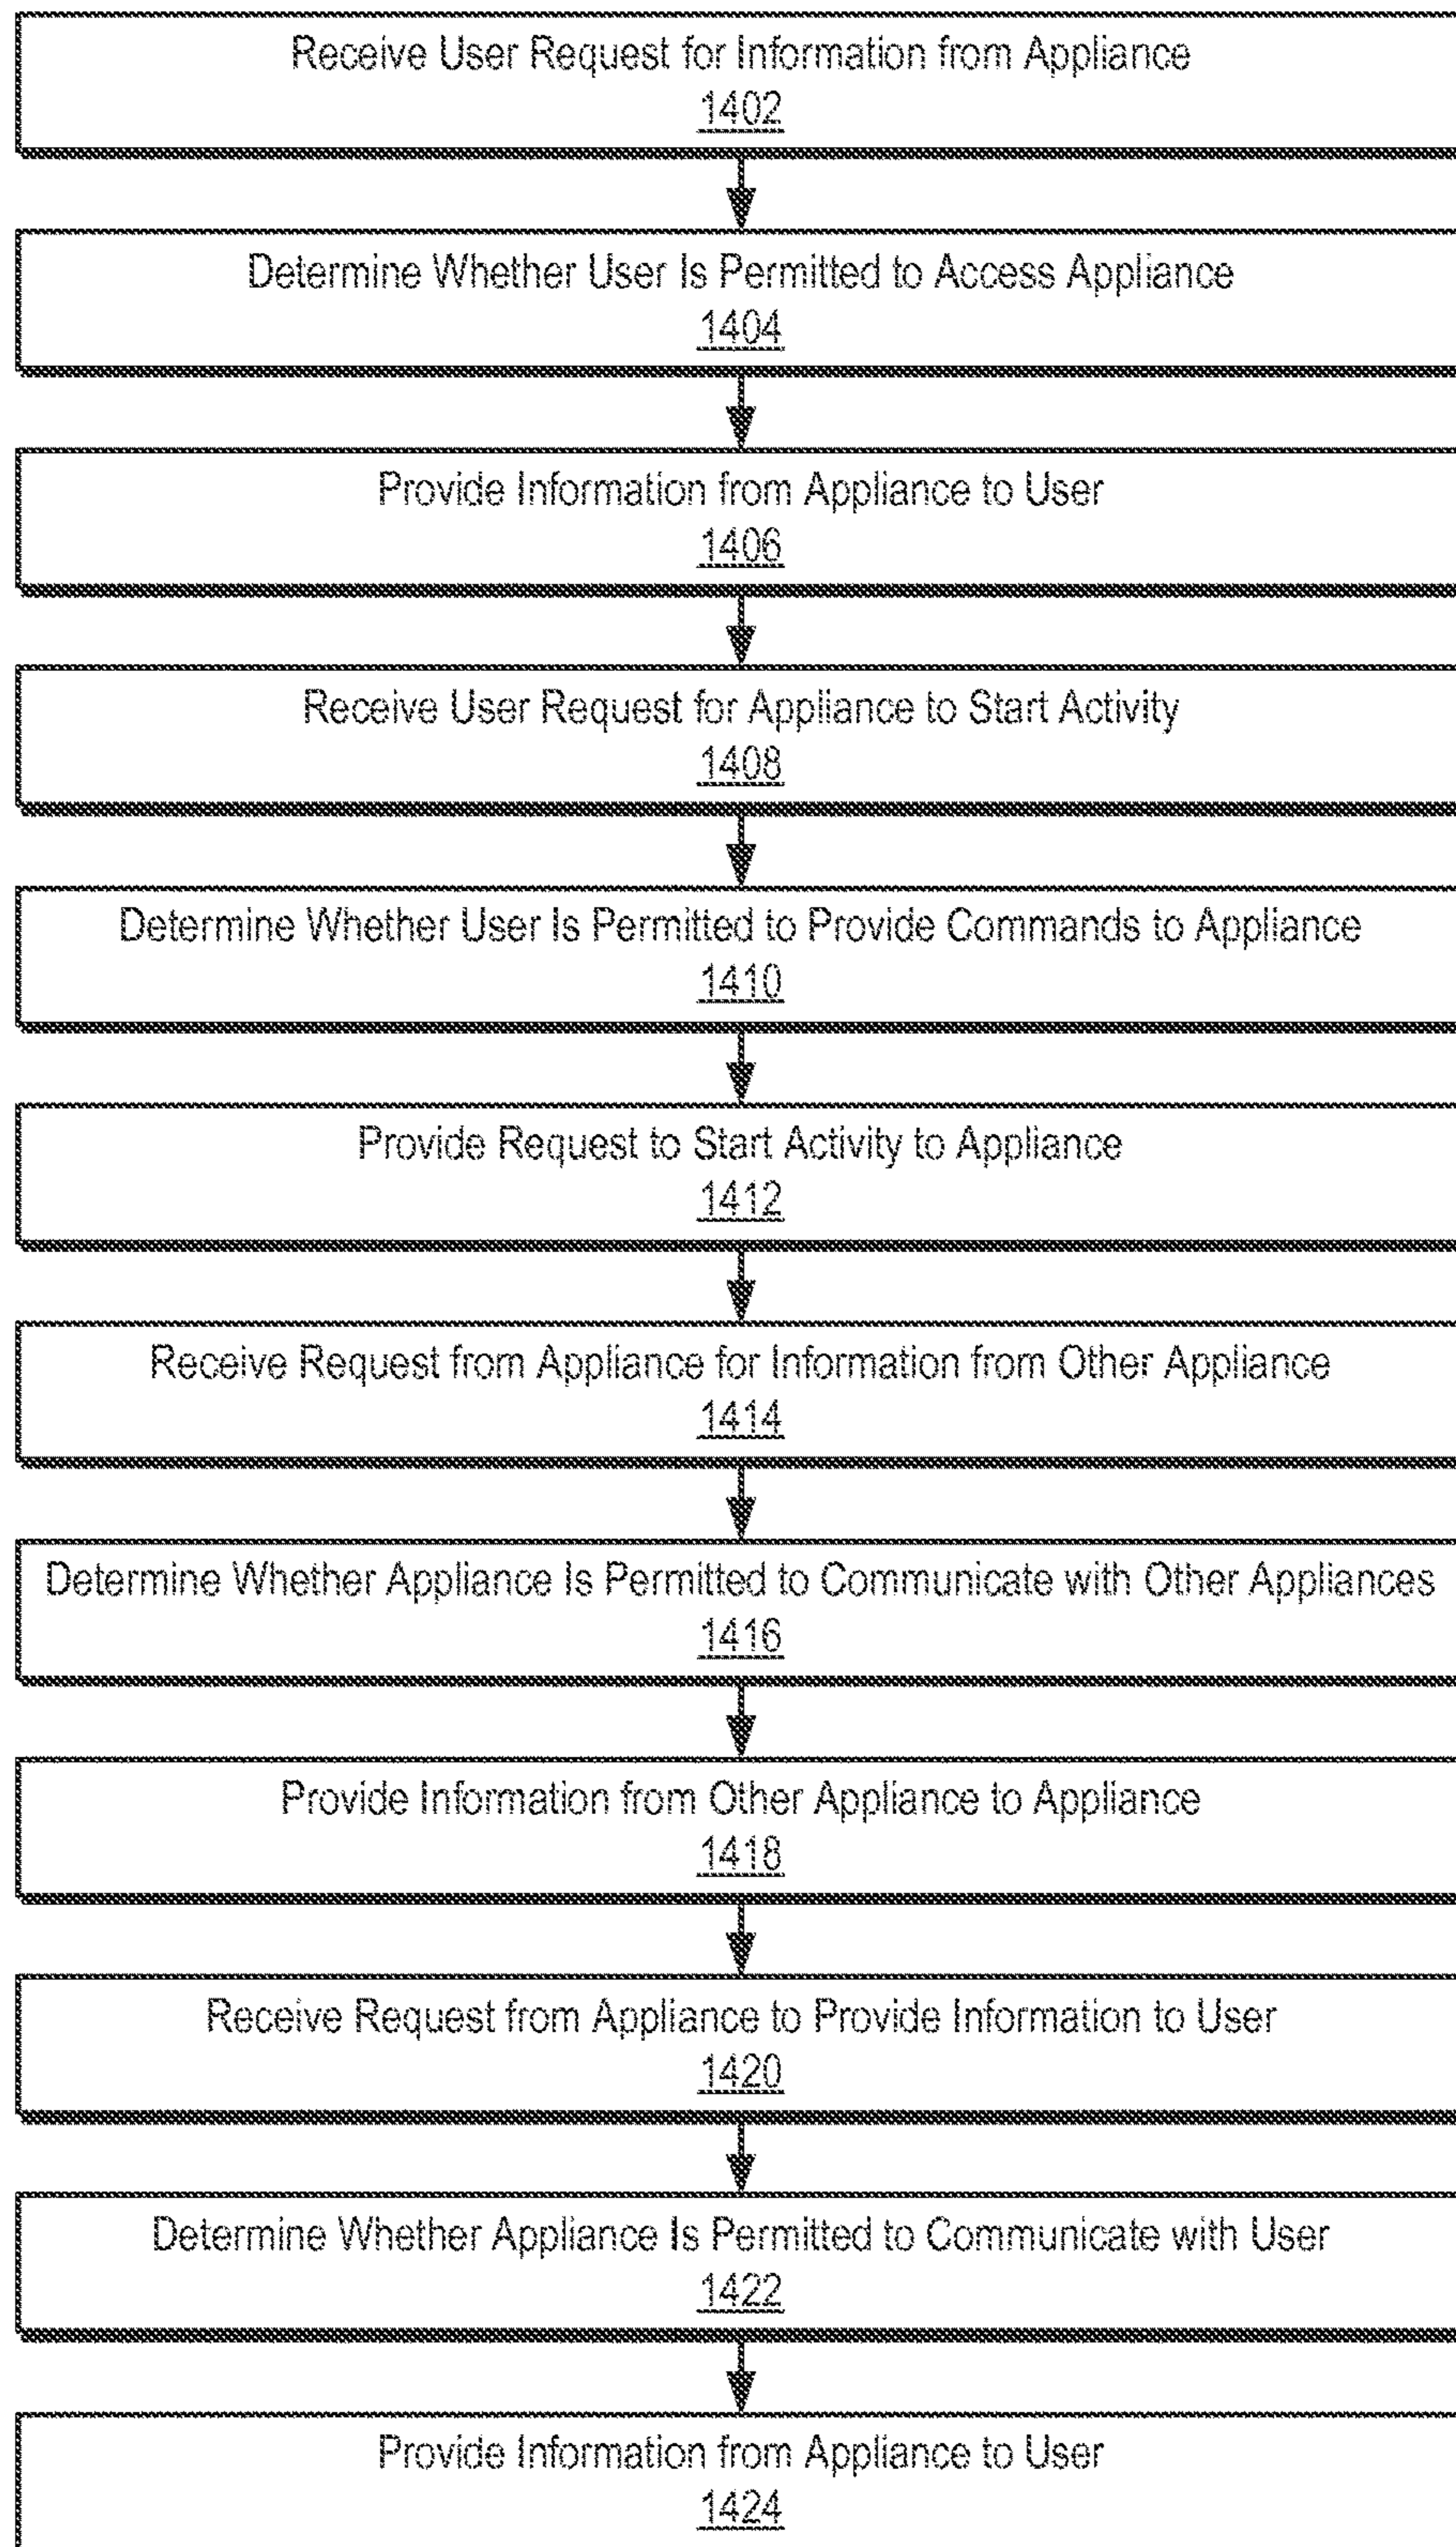 Receive User Request for Information from Appliance
1402
Determine Whether User Is Permitted to Access Appliance
1404
Provide Information from Appliance to User
1406
Receive User Request for Appliance to Start Activity
1408
Determine Whether User Is Permitted to Provide Commands to Appliance
1410
Provide Request to Start Activity to Appliance
1412
Receive Request from Appliance for Information from Other Appliance
1414
Determine Whether Appliance Is Permitted to Communicate with Other Appliances
1416
Provide Information from Other Appliance to Appliance
1418
Receive Request from Appliance to Provide Information to User
1420
Determine Whether Appliance Is Permitted to Communicate with User
1422
Provide Information from Appliance to User
1424